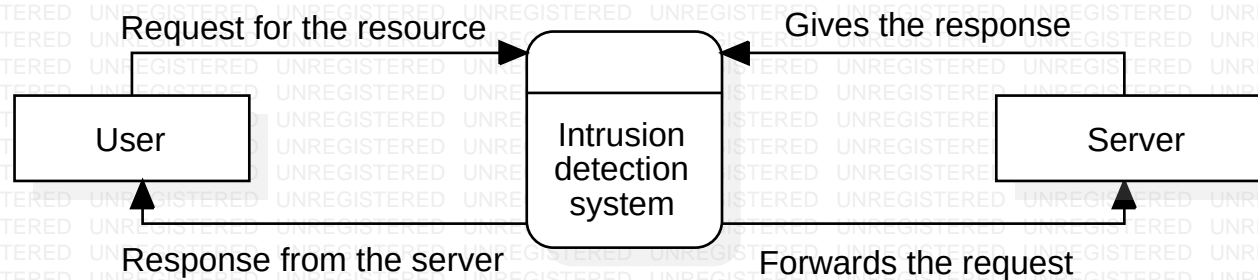 Request for the resource
Gives the response
User
Intrusion
detection
system
Server
Response from the server
Forwards the request
UNREGISTERED